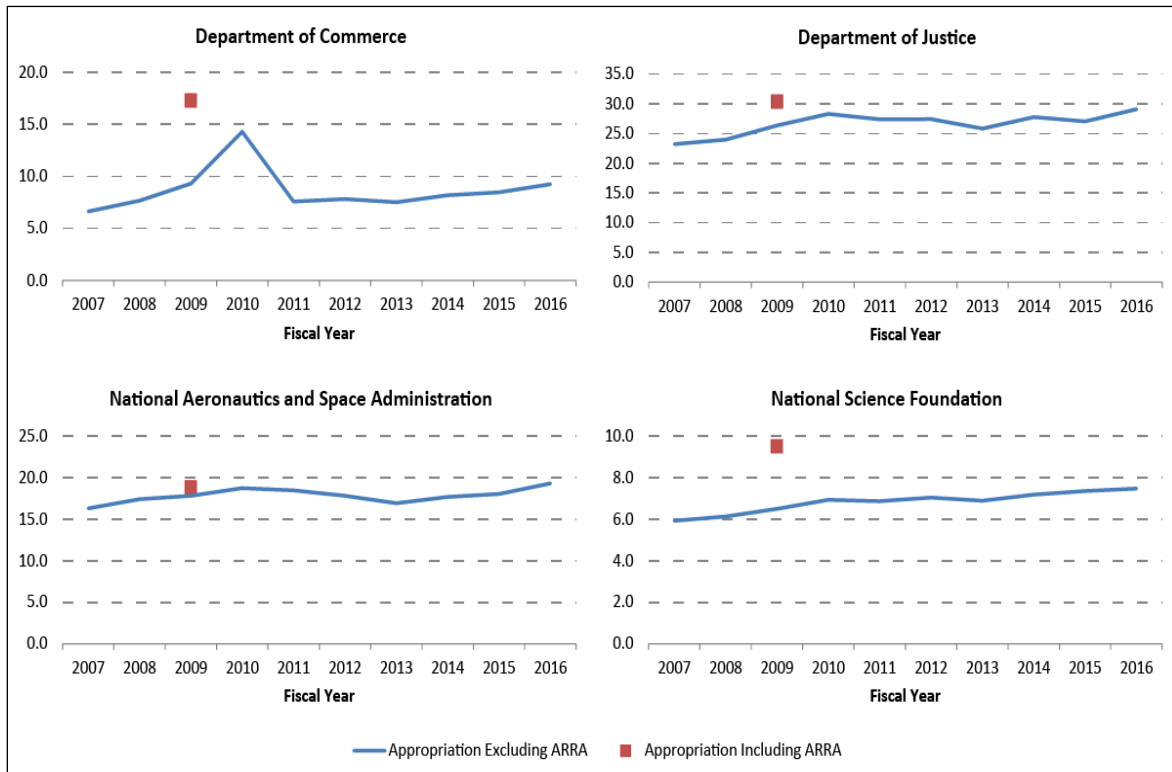 Department of Commerce
20.0
15.0
10.0
5.0
0.0
2007 2008 2009 2010 2011 2012 2013 2014 2015 2016
Fiscal Year
Department of Justice
35.0
30.0
25.0
20.0
15.0
10.0
5.0
0.0
2007 2008 2009 2010 2011 2012 2013 2014 2015 2016
Fiscal Year
National Aeronautics and Space Administration
25.0
20.0
15.0
10.0
5.0
0.0
2007 2008 2009 2010 2011 2012 2013 2014 2015 2016
Fiscal Year
National Science Foundation
10.0
8.0
6.0
4.0
2.0
0.0
2007 2008 2009 2010 2011 2012 2013 2014 2015 2016
Fiscal Year
Appropriation Excluding ARRA Appropriation Including ARRA